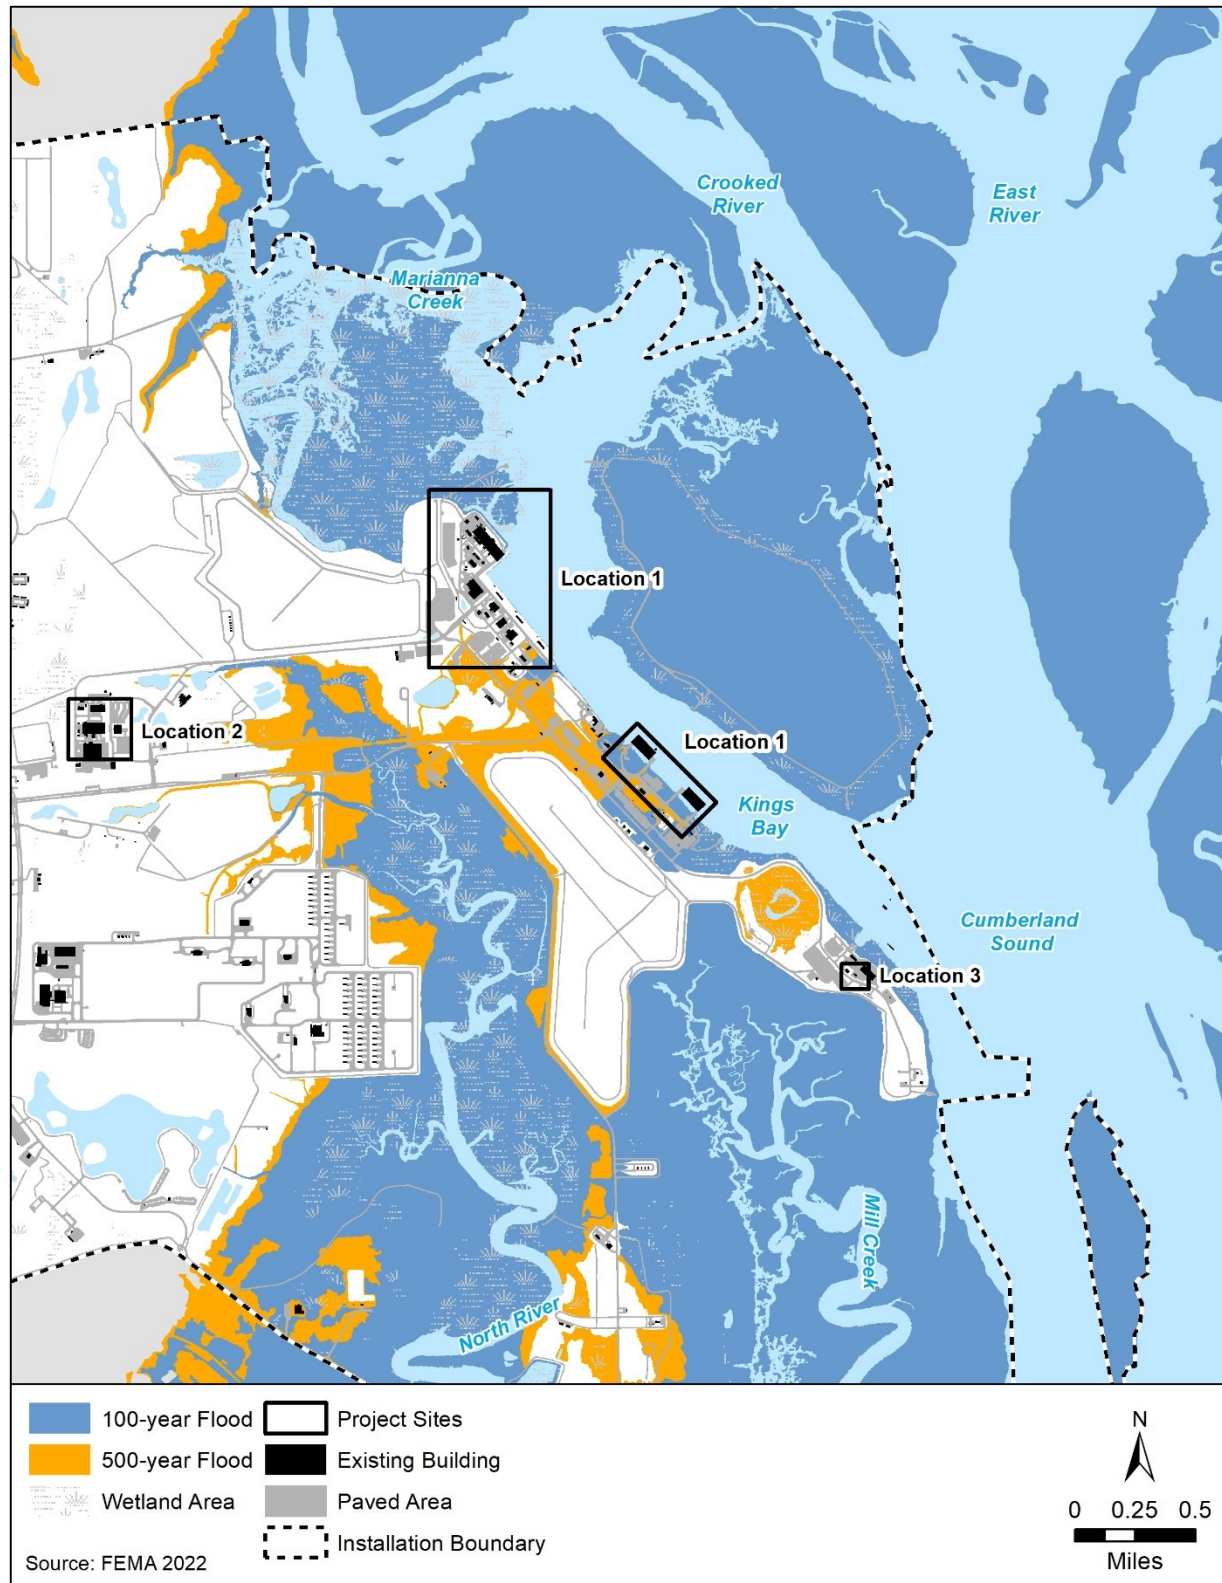 Crooked
River
East
River
Marianna
Creek
Location 1
Location 2
Location 1
Kings
Bay
Cumberland
Sound
Location 3
Mill Creek
North River
100-year Flood
500-year Flood
Wetland Area
Project Sites
Existing Building
Paved Area
Installation Boundary
Source: FEMA 2022
N
0 0.25 0.5
Miles